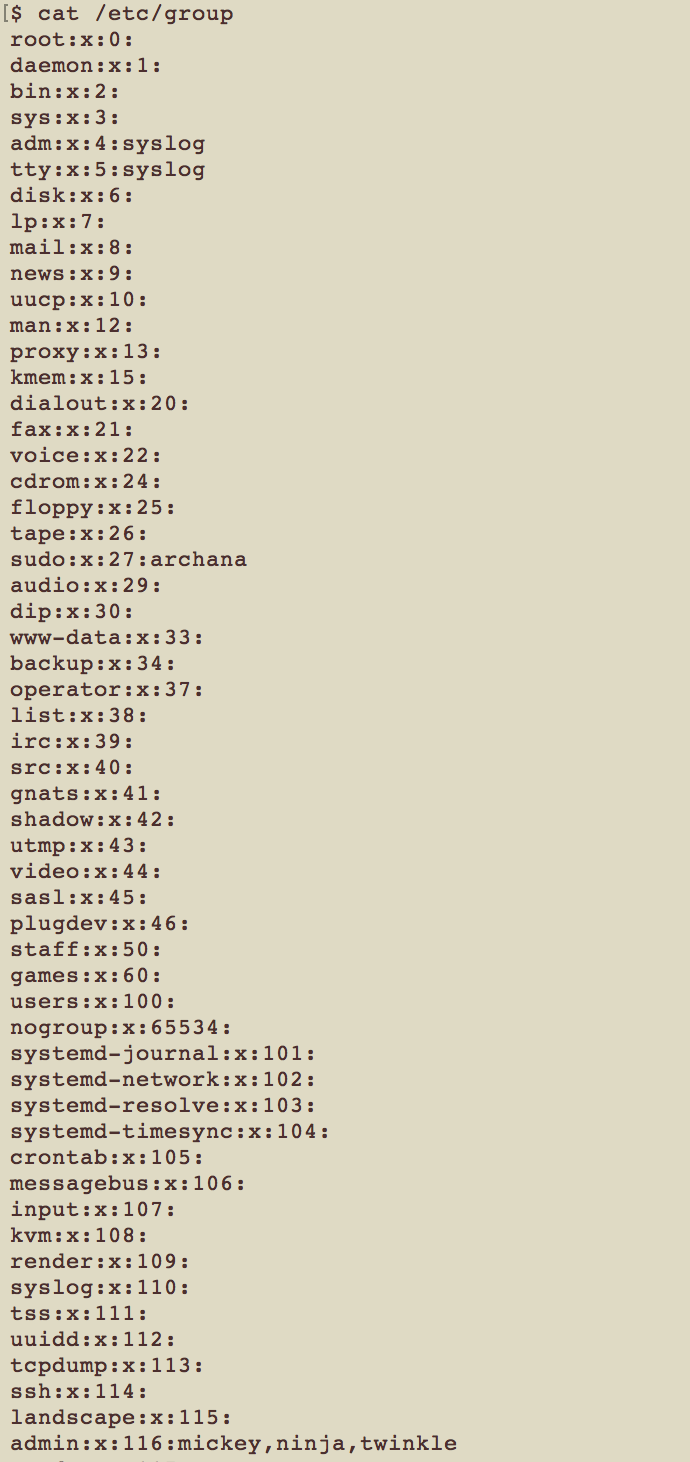 [$ cat /etc/group
root:x:0:
daemon:x:1:
bin:x:2:
sys:x:3:
adm:x:4:syslog
tty:x:5:syslog
disk:x:6:
lp:x:7:
mail:x:8:
news:x:9:
uucp:x:10:
man:x:12:
proxy:x:13:
kmem:x:15:
dialout:x:20:
fax:x:21:
voice:x:22:
cdrom:x:24:
floppy:x:25:
tape:x:26:
sudo:x:27:archana
audio:x:29:
dip:x:30:
www-data:x:33:
backup:x:34:
operator:x:37:
list:x:38:
irc:x:39:
src:x:40:
gnats:x:41:
shadow:x:42:
utmp:x:43:
video:x:44:
sasl:x:45:
plugdev:x:46:
staff:x:50:
games:x:60:
users:x:100:
nogroup:x:65534:
systemd-journal:x:101:
systemd-network:x:102:
systemd-resolve:x:103:
systemd-timesync:x:104:
crontab:x:105:
messagebus:x:106:
input:x:107:
kvm:x:108:
render:x:109:
syslog:x:110:
tss:x:111:
uuidd:x:112:
tcpdump:x:113:
ssh:x:114:
landscape:x:115:
admin:x:116:mickey,ninja,twinkle